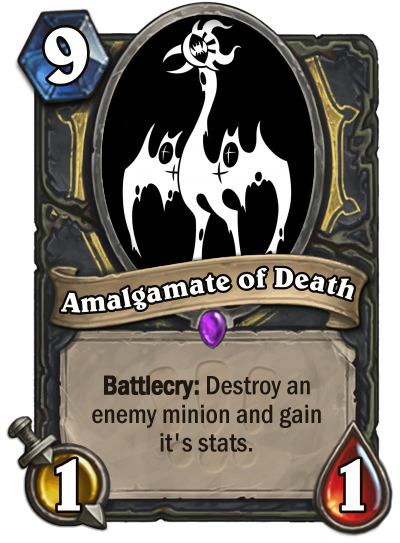 9
Amalgamate of Death
Battlecry: Destroy an
enemy minion and gain
it's stats.
1
1